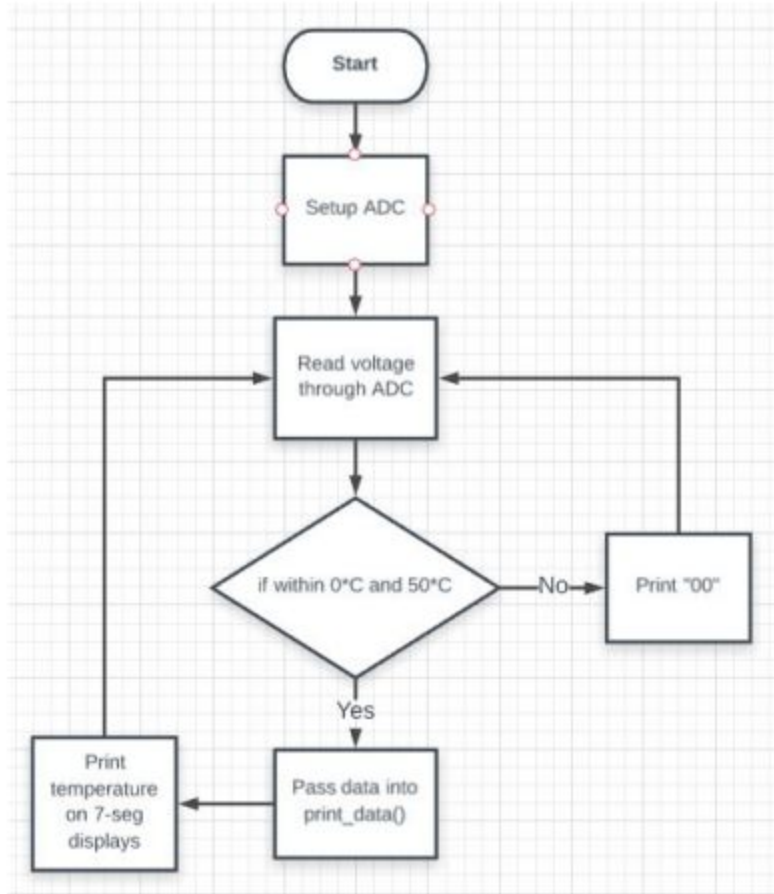 Start
Setup ADC
Read voltage
through ADC
if within 0*C and 50*C
No
Print "00"
Yes
Pass data into
print_data()
Print
temperature
on 7-seg
displays